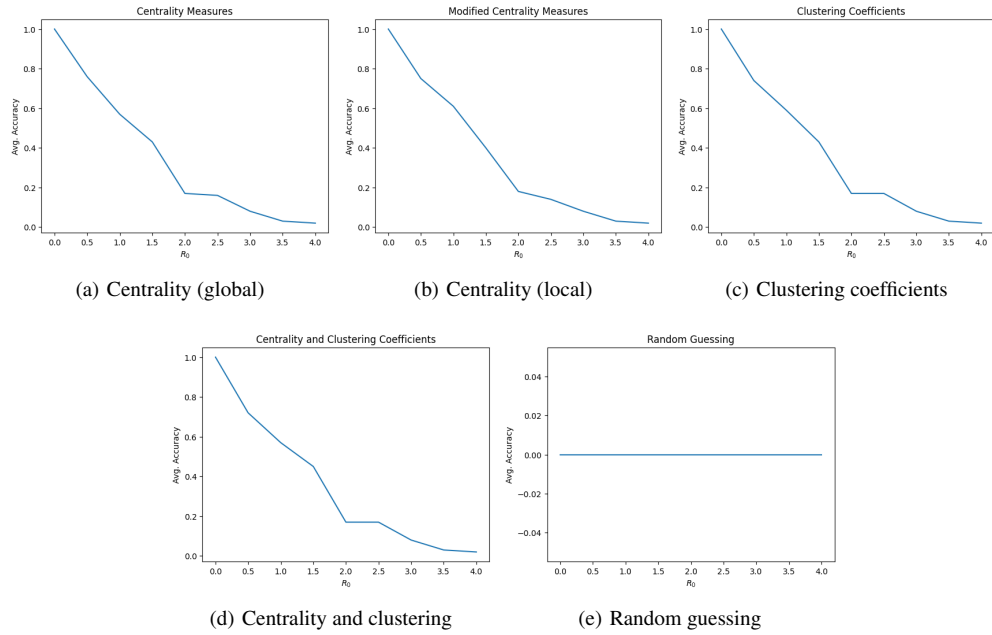 Centrality Measures
1.0
0.8
0.6
0.4
0.2
0.0
Avg. Accuracy
0.0 0.5 1.0 1.5 2.0 2.5 3.0 3.5 4.0
R0
(a) Centrality (global)
Modified Centrality Measures
1.0
0.8
0.6
0.4
0.2
0.0
Avg. Accuracy
0.0 0.5 1.0 1.5 2.0 2.5 3.0 3.5 4.0
R0
(b) Centrality (local)
Clustering Coefficients
1.0
0.8
0.6
0.4
0.2
0.0
Avg. Accuracy
0.0 0.5 1.0 1.5 2.0 2.5 3.0 3.5 4.0
R0
(c) Clustering coefficients
Centrality and Clustering Coefficients
1.0
0.8
0.6
0.4
0.2
0.0
Avg. Accuracy
0.0 0.5 1.0 1.5 2.0 2.5 3.0 3.5 4.0
R0
(d) Centrality and clustering
Random Guessing
0.04
0.02
0.00
−0.02
−0.04
Avg. Accuracy
0.0 0.5 1.0 1.5 2.0 2.5 3.0 3.5 4.0
R0
(e) Random guessing